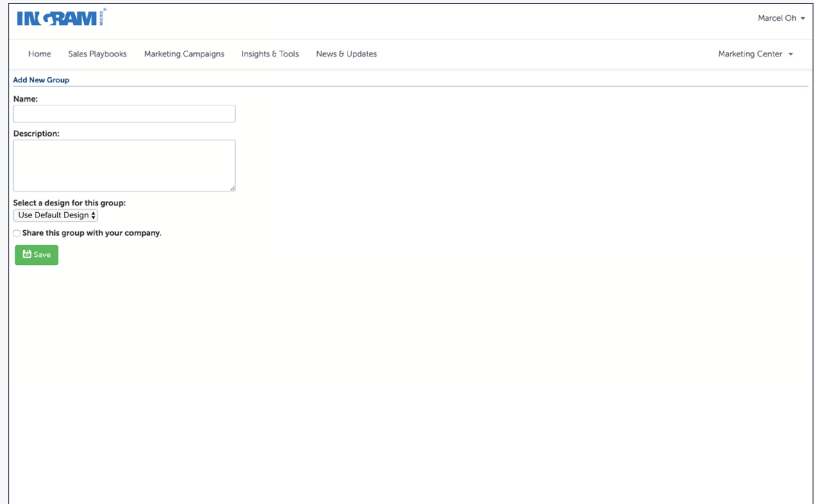 INGRAM MICRO
Marcel Oh
Home Sales Playbooks Marketing Campaigns Insights & Tools News & Updates Marketing Center
Add New Group
Name:
Description:
Select a design for this group:
Use Default Design
Share this group with your company.
Save